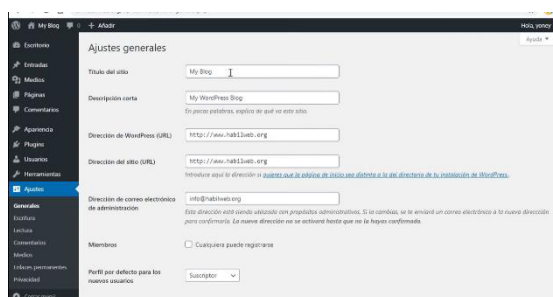 My Blog 0 + Añadir Hola, yoney
Ayuda
Escritorio
Entradas
Medios
Páginas
Comentarios
Apariencia
Plugins
Usuarios
Herramientas
Ajustes
Generales
Escritura
Lectura
Comentarios
Medios
Enlaces permanentes
Privacidad
Cerrar menú
Ajustes generales
Título del sitio My Blog
Descripción corta My WordPress Blog
En pocas palabras, explica de qué va este sitio.
Dirección de WordPress (URL) http://www.habilweb.org
Dirección del sitio (URL) http://www.habilweb.org
Introduce aquí la dirección si quieres que la página de inicio sea distinta a la del directorio de tu instalación de WordPress.
Dirección de correo electrónico info@habilweb.org
de administración
Esta dirección está siendo utilizada con propósitos administrativos. Si la cambias, se te enviará un correo electrónico a tu nueva dirección
para confirmarla. La nueva dirección no se activará hasta que no la hayas confirmado.
Miembros Cualquiera puede registrarse
Perfil por defecto para los Suscriptor
nuevos usuarios